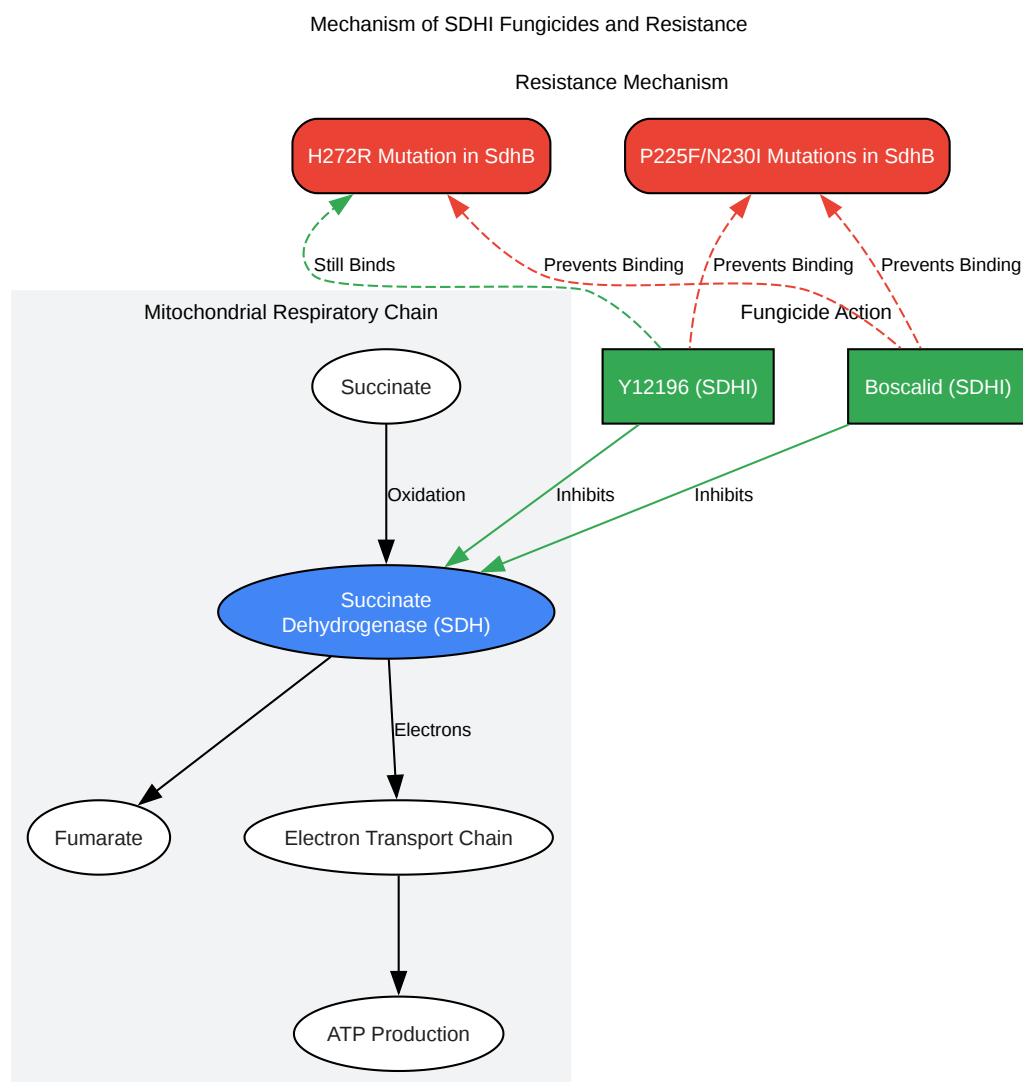 Mechanism of SDHI Fungicides and Resistance
Resistance Mechanism
H272R Mutation in SdhB
P225F/N230I Mutations in SdhB
Still Binds
Prevents Binding
Prevents Binding
Prevents Binding
Mitochondrial Respiratory Chain
Fungicide Action
Succinate
Y12196 (SDHI)
Boscalid (SDHI)
Oxidation
Inhibits
Inhibits
Succinate
Dehydrogenase (SDH)
Electrons
Fumarate
Electron Transport Chain
ATP Production